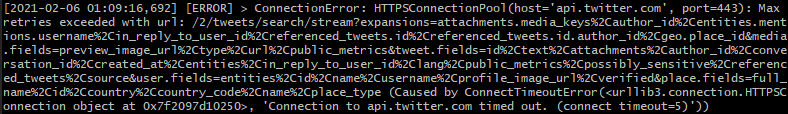 [2021-02-06 01:09:16,692] [ERROR] > ConnectionError: HTTPSConnectionPool(host='api.twitter.com', port=443): Max
retries exceeded with url: /2/tweets/search/stream?expansions=attachments.media_keys%2Cauthor_id%2Centities.ment
ions.username%2Cin_reply_to_user_id%2Creferenced_tweets.id%2Creferenced_tweets.id.author_id%2Cgeo.place_id&media
.fields=preview_image_url%2Ctype%2Curl%2Cpublic_metrics&tweet.fields=id%2Ctext%2Cattachments%2Cauthor_id%2Cconve
rsation_id%2Ccreated_at%2Centities%2Cin_reply_to_user_id%2Clang%2Cpublic_metrics%2Cpossibly_sensitive%2Creferenc
ed_tweets%2Csource&user.fields=entities%2Cid%2Cname%2Cusername%2Cprofile_image_url%2Cverified&place.fields=full_
name%2Cid%2Ccountry%2Ccountry_code%2Cname%2Cplace_type (Caused by ConnectTimeoutError(<urllib3.connection.HTTPSC
onnection object at 0x7f2097d10250>, 'Connection to api.twitter.com timed out. (connect timeout=5)'))